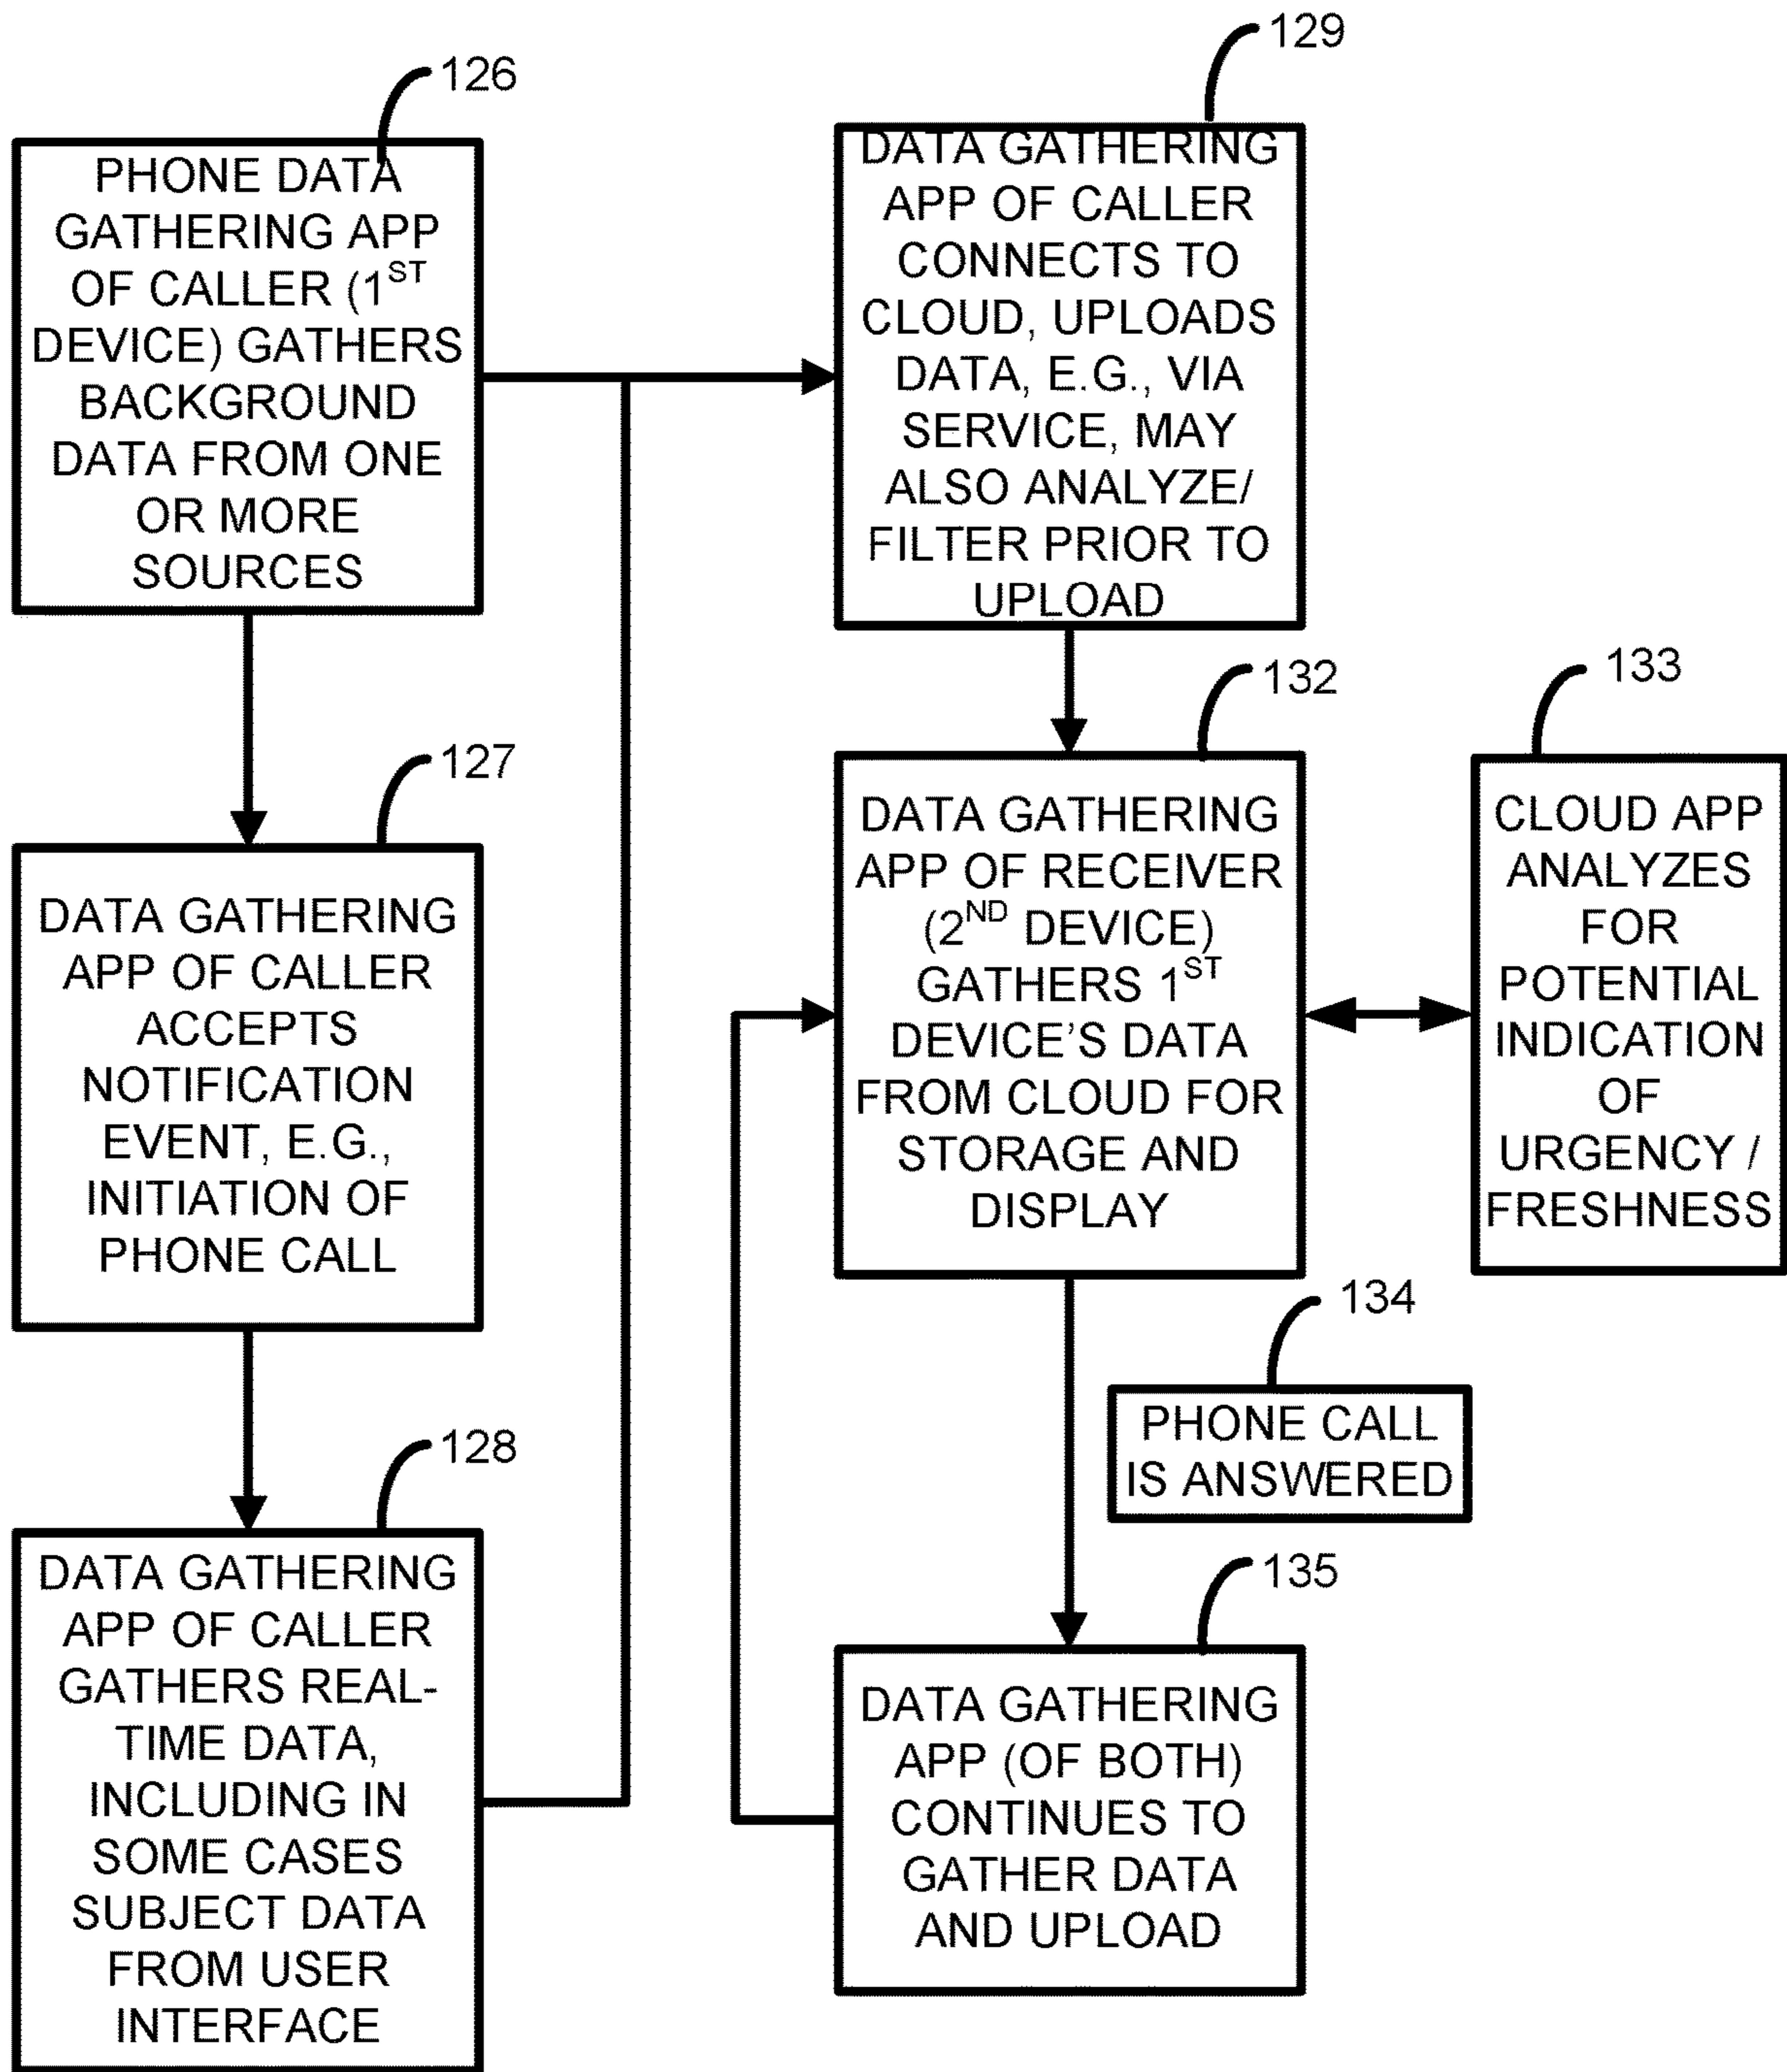 126
PHONE DATA
GATHERING APP
OF CALLER (1ST
DEVICE) GATHERS
BACKGROUND
DATA FROM ONE
OR MORE
SOURCES
127
DATA GATHERING
APP OF CALLER
ACCEPTS
NOTIFICATION
EVENT, E.G.,
INITIATION OF
PHONE CALL
128
DATA GATHERING
APP OF CALLER
GATHERS REAL-
TIME DATA,
INCLUDING IN
SOME CASES
SUBJECT DATA
FROM USER
INTERFACE
129
DATA GATHERING
APP OF CALLER
CONNECTS TO
CLOUD, UPLOADS
DATA, E.G., VIA
SERVICE, MAY
ALSO ANALYZE/
FILTER PRIOR TO
UPLOAD
132
DATA GATHERING
APP OF RECEIVER
(2ND DEVICE)
GATHERS 1ST
DEVICE'S DATA
FROM CLOUD FOR
STORAGE AND
DISPLAY
133
CLOUD APP
ANALYZES
FOR
POTENTIAL
INDICATION
OF
URGENCY /
FRESHNESS
134
PHONE CALL
IS ANSWERED
135
DATA GATHERING
APP (OF BOTH)
CONTINUES TO
GATHER DATA
AND UPLOAD